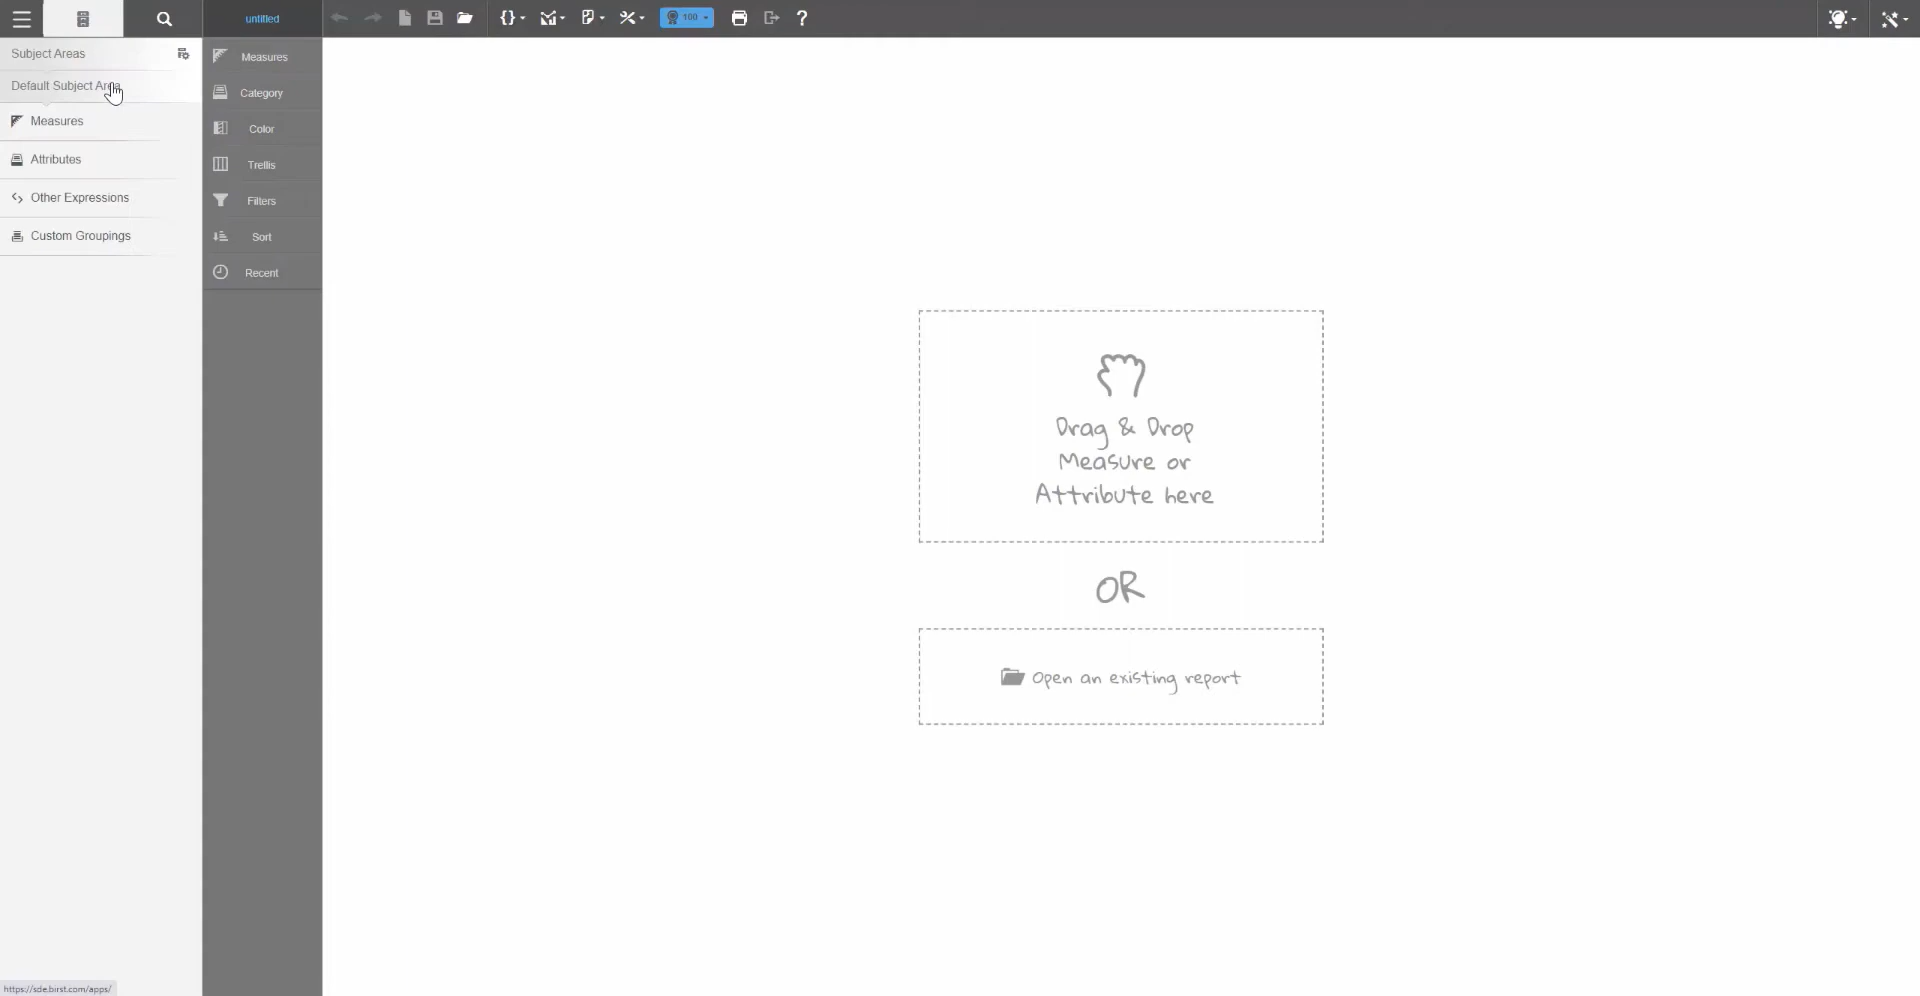 untitled
{}
100
?
Subject Areas
Default Subject Area
Measures
Attributes
Other Expressions
Custom Groupings
Measures
Category
Color
Trellis
Filters
Sort
Recent
Drag & Drop
Measure or
Attribute here
OR
Open an existing report
https://sde.birst.com/apps/